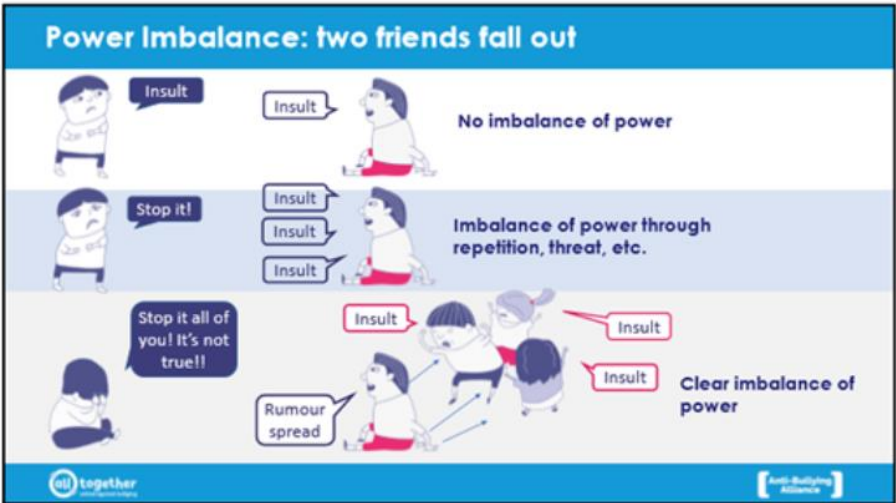 Power Imbalance: two friends fall out
Insult
Insult
No imbalance of power
Stop it!
Insult
Insult
Insult
Imbalance of power through
repetition, threat, etc.
Stop it all of
you! It's not
true!!
Rumour
spread
Insult
Insult
Insult
Clear imbalance of
power
all together
Anti-Bullying
Alliance